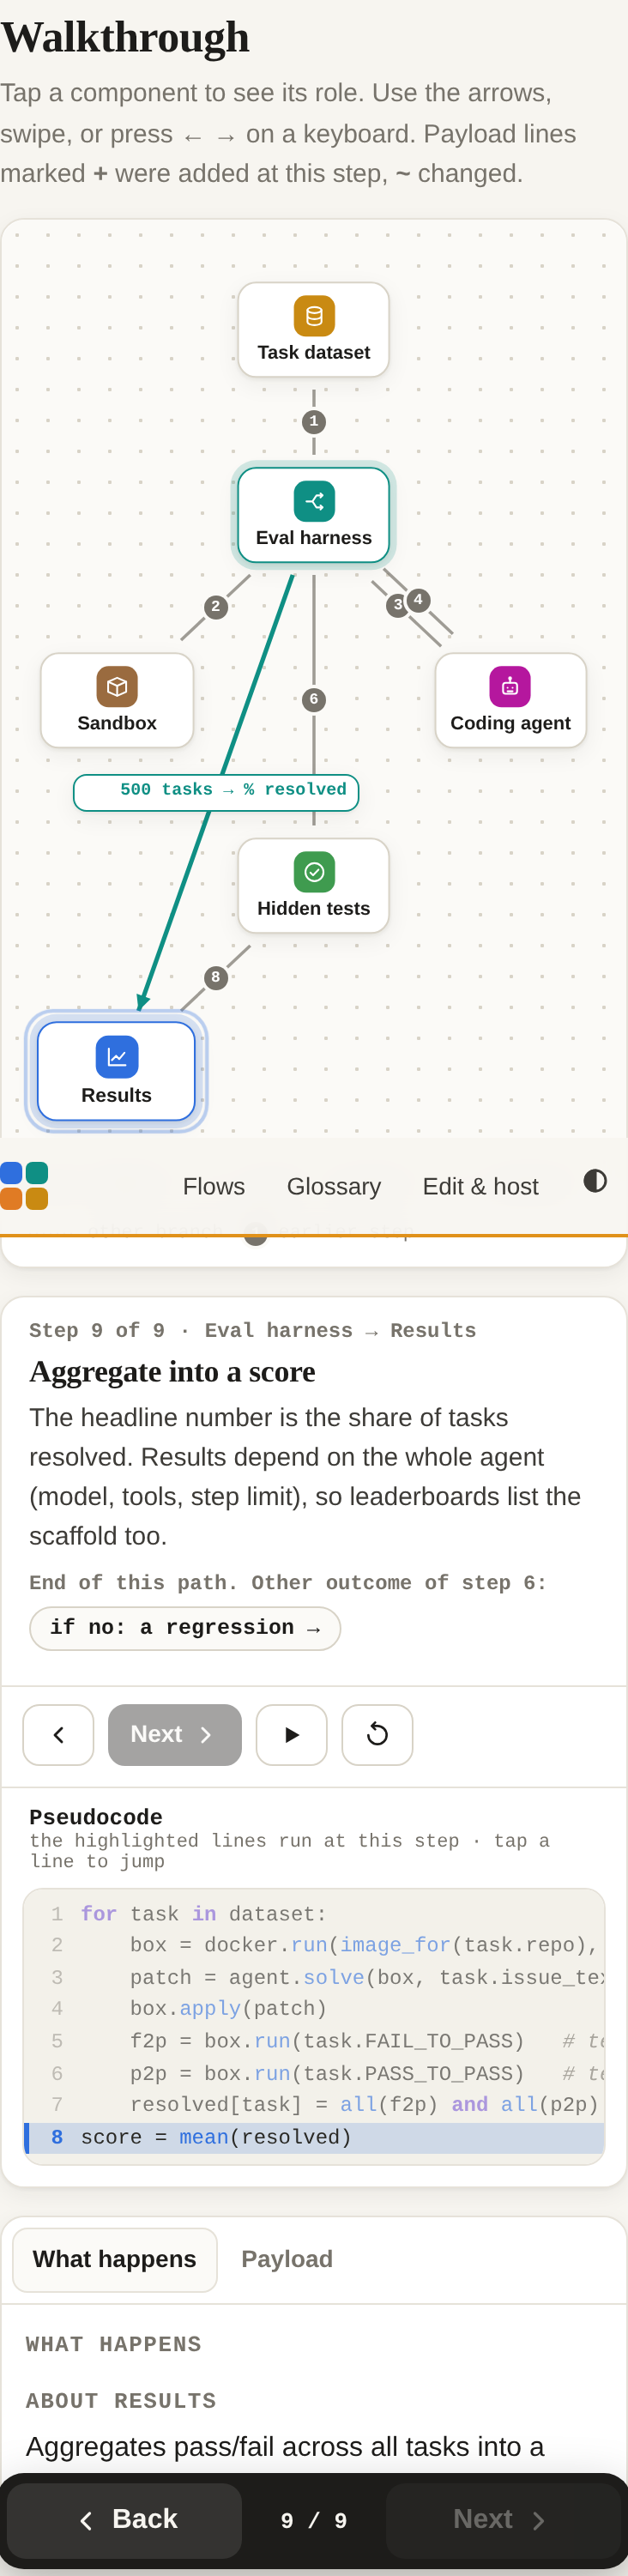 Walkthrough
Tap a component to see its role. Use the arrows,
swipe, or press ← → on a keyboard. Payload lines
marked + were added at this step, ~ changed.
Task dataset
1
Eval harness
2
3
4
Sandbox
6
Coding agent
500 tasks → % resolved
Hidden tests
8
Results
Flows
Glossary
Edit & host
other branch
earlier step
Step 9 of 9 · Eval harness → Results
Aggregate into a score
The headline number is the share of tasks
resolved. Results depend on the whole agent
(model, tools, step limit), so leaderboards list the
scaffold too.
End of this path. Other outcome of step 6:
if no: a regression →
Next
Pseudocode
the highlighted lines run at this step · tap a
line to jump
1 for task in dataset:
2 box = docker.run(image_for(task.repo),
3 patch = agent.solve(box, task.issue_tex
4 box.apply(patch)
5 f2p = box.run(task.FAIL_TO_PASS) # te
6 p2p = box.run(task.PASS_TO_PASS) # te
7 resolved[task] = all(f2p) and all(p2p)
8 score = mean(resolved)
What happens
Payload
WHAT HAPPENS
ABOUT RESULTS
Aggregates pass/fail across all tasks into a
Back
9 / 9
Next